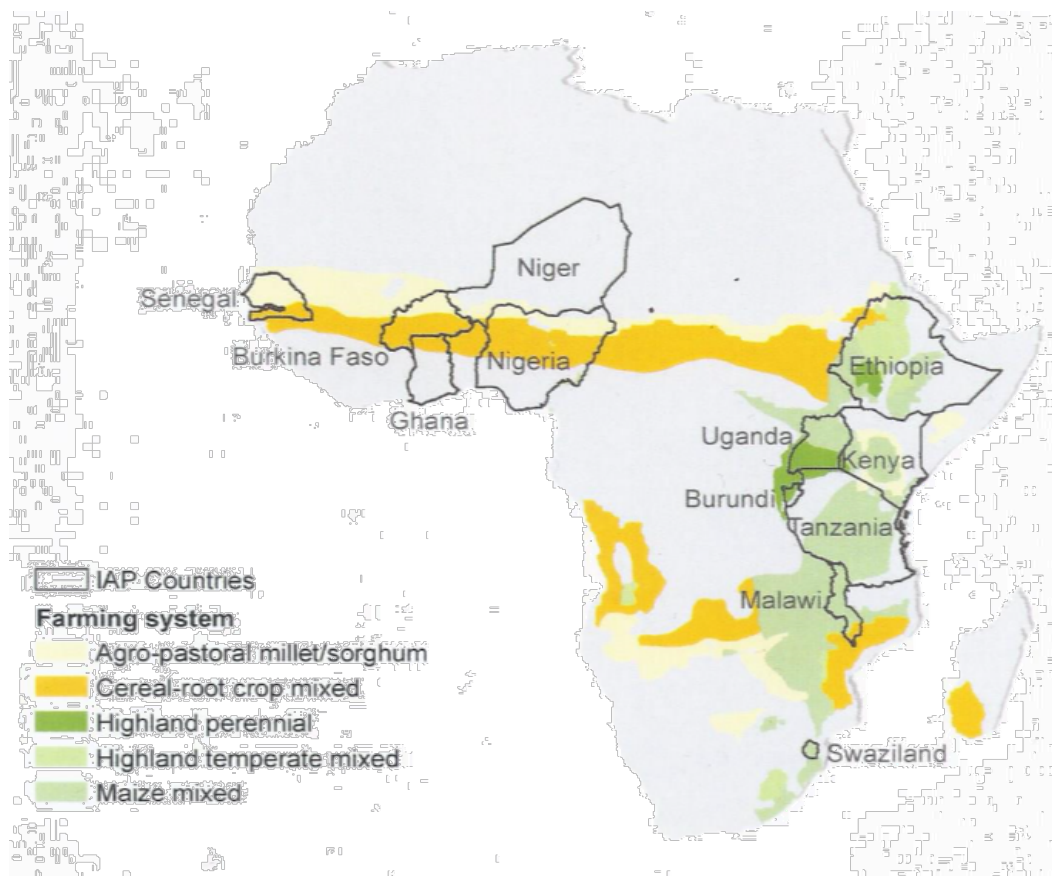 Niger
Senegal
Burkina Faso
Nigeria
Ghana
Ethiopia
Uganda
Kenya
Burundi
Tanzania
Malawi
Swaziland
IAP Countries
Farming system
Agro-pastoral millet/sorghum
Cereal-root crop mixed
Highland perennial
Highland temperate mixed
Maize mixed